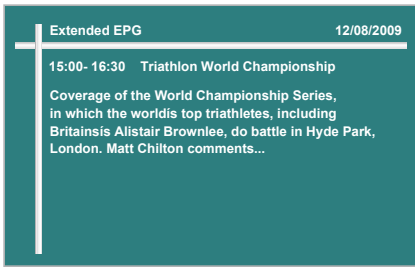 Extended EPG 12/08/2009
15:00- 16:30 Triathlon World Championship
Coverage of the World Championship Series,
in which the worldís top triathletes, including
Britainsís Alistair Brownlee, do battle in Hyde Park,
London. Matt Chilton comments...